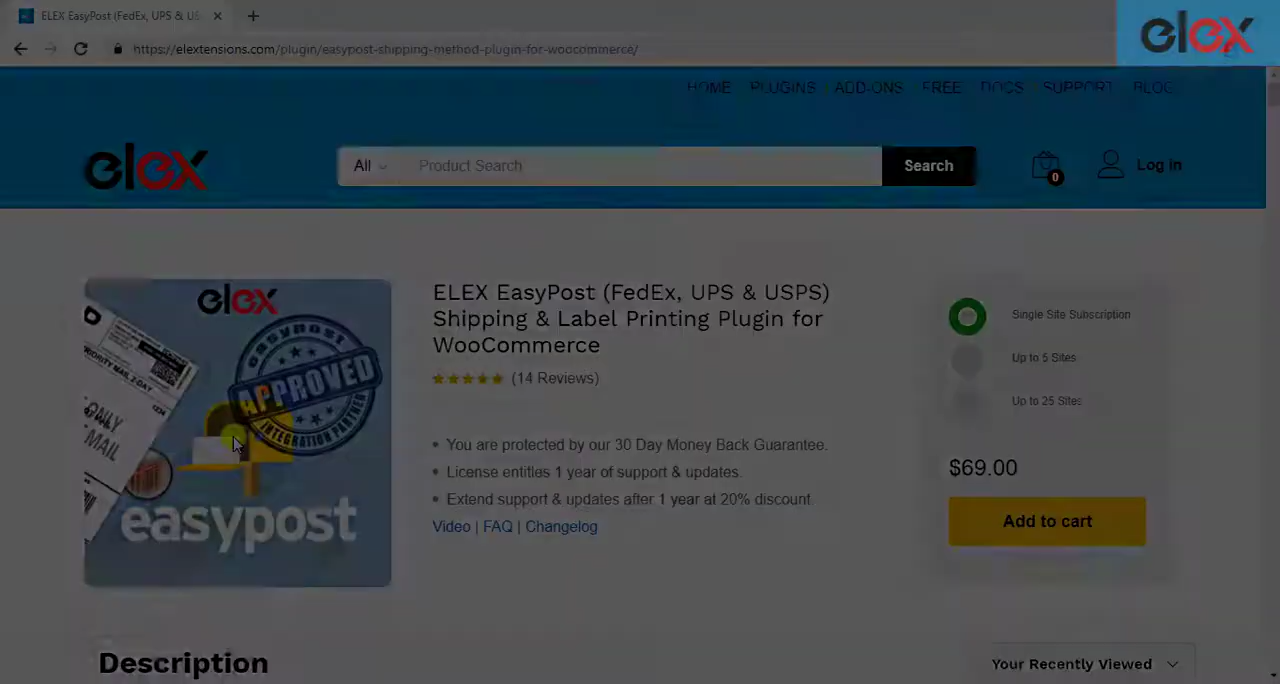 ELEX EasyPost (FedEx, UPS & US
elex
https://elextensions.com/plugin/easypost-shipping-method-plugin-for-woocommerce/
HOME PLUGINS ADD-ONS FREE DOCS SUPPORT BLOG
elex
All Product Search Search 0 Log in
elex
easypost
APPROVED
INTEGRATION PARTNER
PRIORITY MAIL 2-DAY
easypost
ELEX EasyPost (FedEx, UPS & USPS)
Shipping & Label Printing Plugin for
WooCommerce
(14 Reviews)
• You are protected by our 30 Day Money Back Guarantee.
• License entitles 1 year of support & updates.
• Extend support & updates after 1 year at 20% discount.
Video | FAQ | Changelog
Single Site Subscription
Up to 5 Sites
Up to 25 Sites
$69.00
Add to cart
Description
Your Recently Viewed